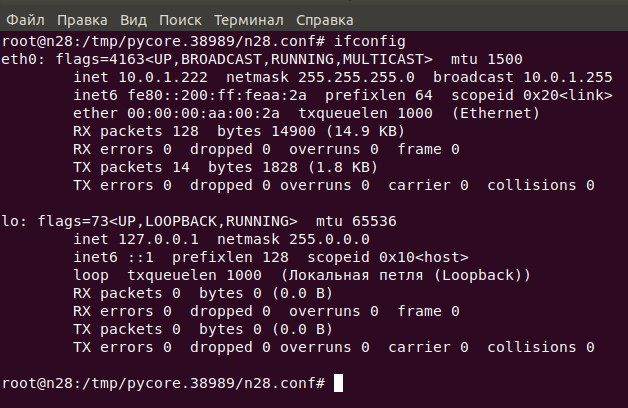 Файл Правка Вид Поиск Терминал Справка
root@n28:/tmp/pycore.38989/n28.conf# ifconfig
eth0: flags=4163<UP,BROADCAST,RUNNING,MULTICAST>  mtu 1500
        inet 10.0.1.222  netmask 255.255.255.0  broadcast 10.0.1.255
        inet6 fe80::200:ff:feaa:2a  prefixlen 64  scopeid 0x20<link>
        ether 00:00:00:aa:00:2a  txqueuelen 1000  (Ethernet)
        RX packets 128  bytes 14900 (14.9 KB)
        RX errors 0  dropped 0  overruns 0  frame 0
        TX packets 14  bytes 1828 (1.8 KB)
        TX errors 0  dropped 0 overruns 0  carrier 0  collisions 0
lo: flags=73<UP,LOOPBACK,RUNNING>  mtu 65536
        inet 127.0.0.1  netmask 255.0.0.0
        inet6 ::1  prefixlen 128  scopeid 0x10<host>
        loop  txqueuelen 1000  (Локальная петля (Loopback))
        RX packets 0  bytes 0 (0.0 B)
        RX errors 0  dropped 0  overruns 0  frame 0
        TX packets 0  bytes 0 (0.0 B)
        TX errors 0  dropped 0 overruns 0  carrier 0  collisions 0
root@n28:/tmp/pycore.38989/n28.conf#